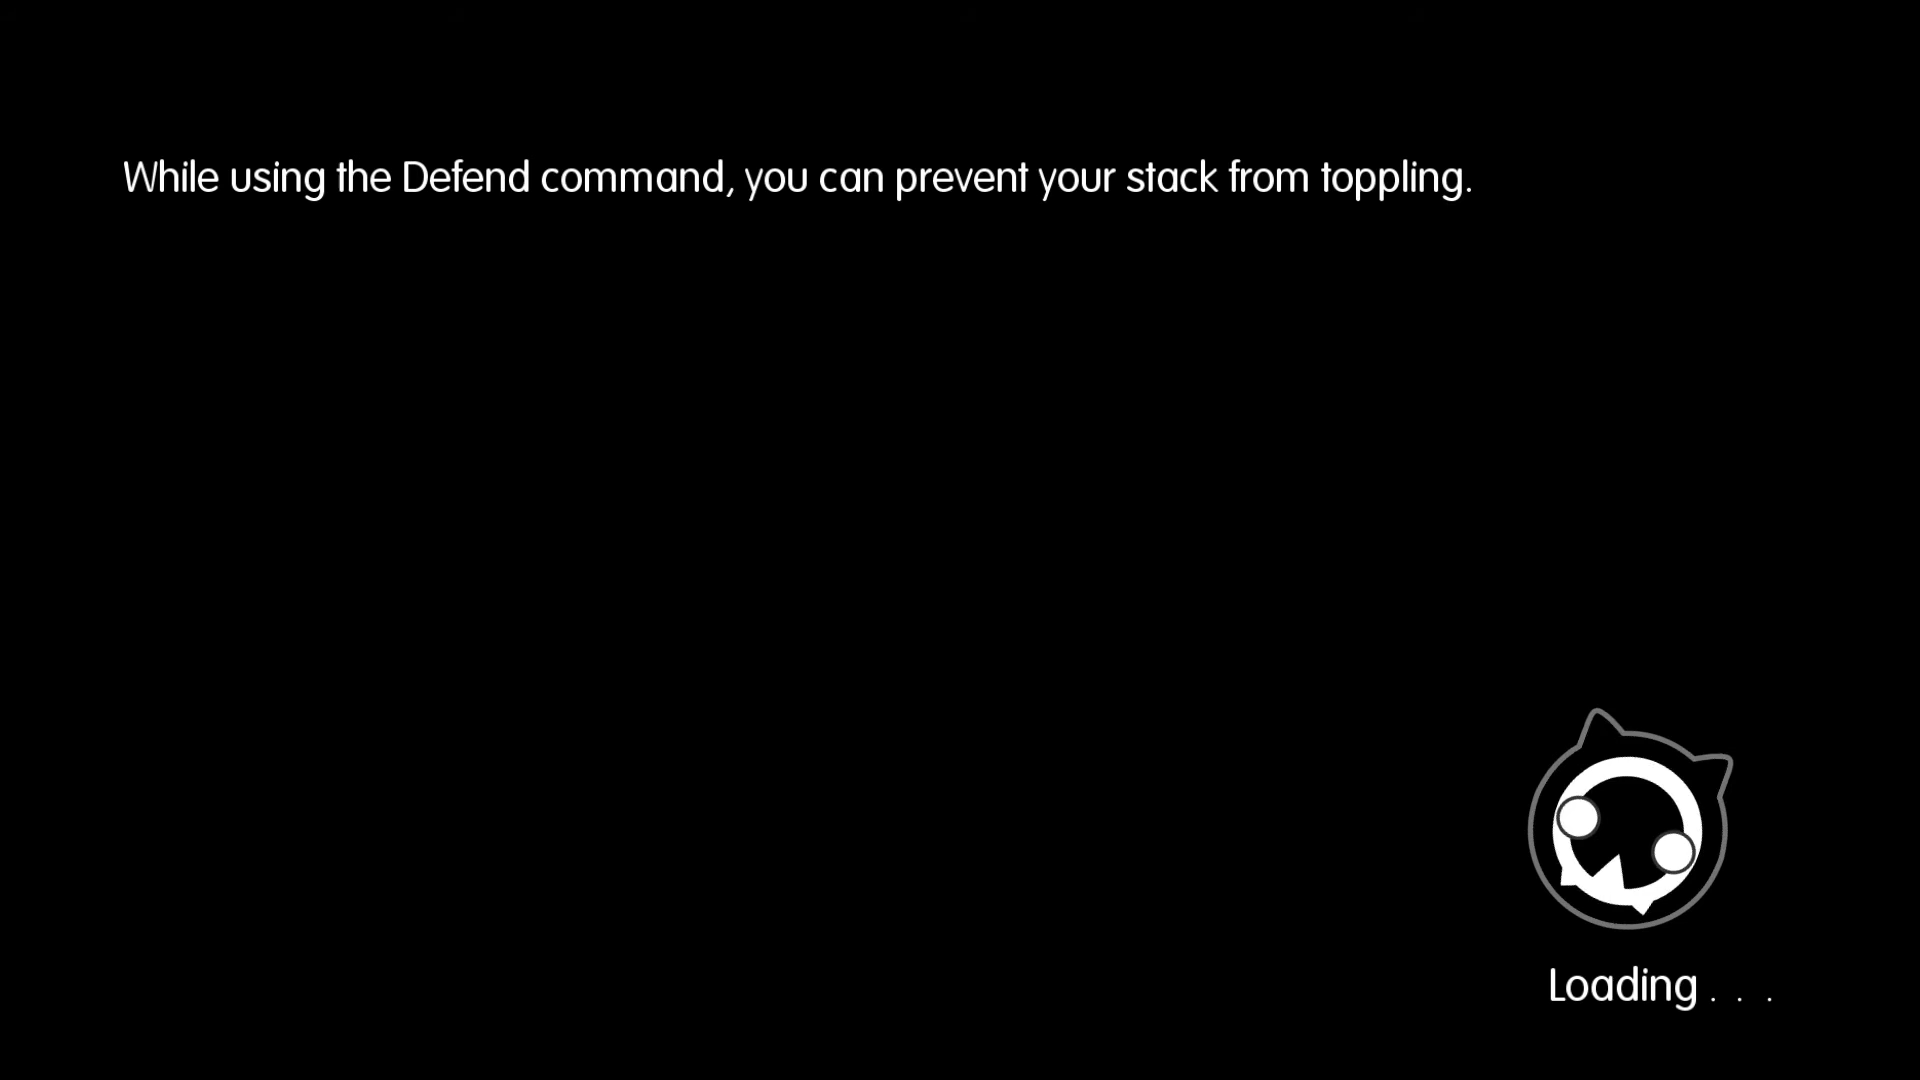 While using the Defend command, you can prevent your stack from toppling.
Loading . . .